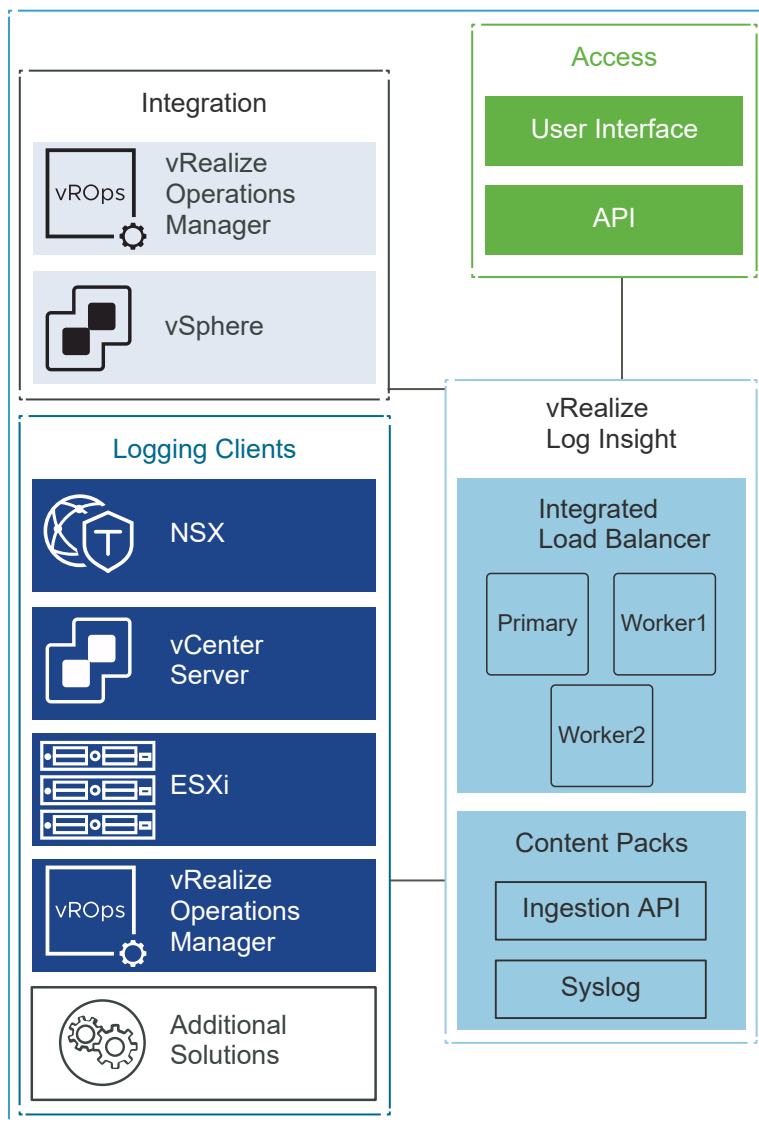 Integration
vROps
vRealize
Operations
Manager
vSphere
Access
User Interface
API
Logging Clients
NSX
T
vCenter
Server
ESXi
vROps
vRealize
Operations
Manager
Additional
Solutions
vRealize
Log Insight
Integrated
Load Balancer
Primary
Worker1
Worker2
Content Packs
Ingestion API
Syslog